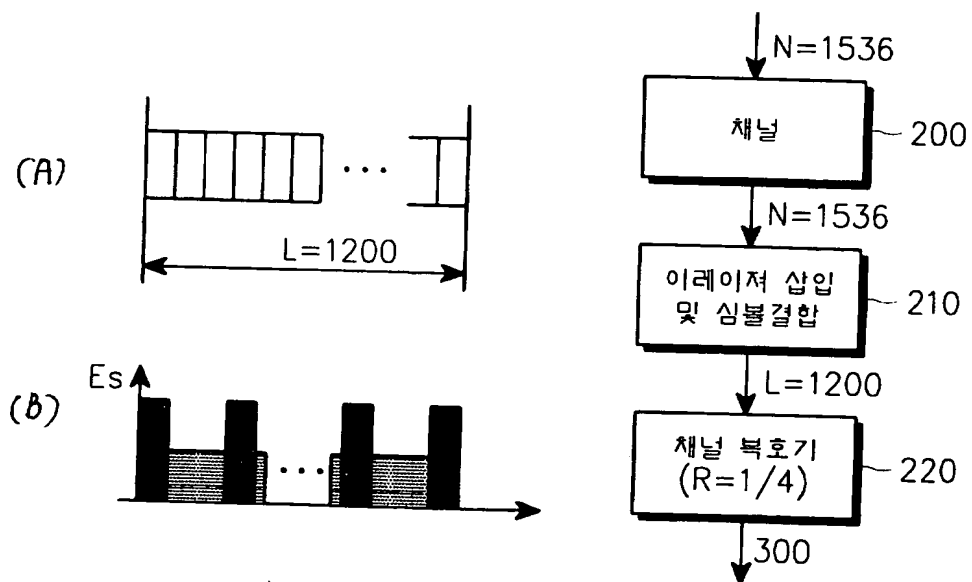 (A)
L=1200
(B)
Es
N=1536
채널
200
N=1536
이레이져 삽입
및 심볼결합
210
L=1200
채널 복호기
(R=1/4)
220
300